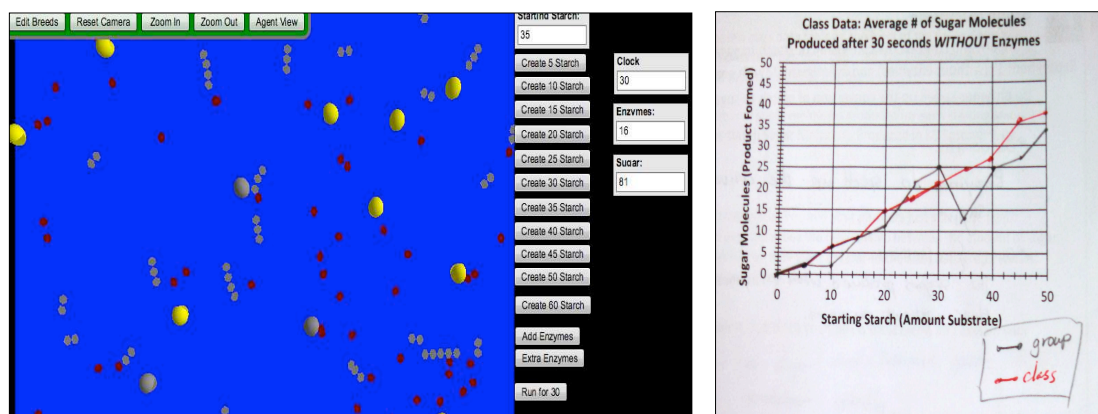 Edit Breeds Reset Camera Zoom In Zoom Out Agent View
Starting Starch:
35
Create 5 Starch
Create 10 Starch
Create 15 Starch
Create 20 Starch
Create 25 Starch
Create 30 Starch
Create 35 Starch
Create 40 Starch
Create 45 Starch
Create 50 Starch
Create 60 Starch
Add Enzymes
Extra Enzymes
Run for 30
Clock
30
Enzymes:
16
Sugar:
81
Class Data: Average # of Sugar Molecules
Produced after 30 seconds WITHOUT Enzymes
Sugar Molecules (Product Formed)
50
45
40
35
30
25
20
15
10
5
0
0 10 20 30 40 50
Starting Starch (Amount Substrate)
group
class